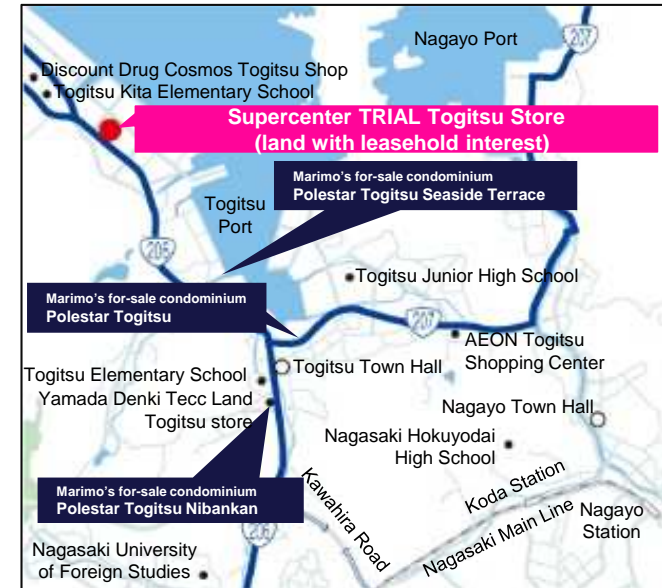 Nagayo Port
207
Discount Drug Cosmos Togitsu Shop
Togitsu Kita Elementary School
Supercenter TRIAL Togitsu Store
(land with leasehold interest)
Marimo's for-sale condominium
Polestar Togitsu Seaside Terrace
Togitsu
Port
206
Togitsu Junior High School
Marimo's for-sale condominium
Polestar Togitsu
207
AEON Togitsu
Shopping Center
Togitsu Town Hall
Togitsu Elementary School
Yamada Denki Tecc Land
Togitsu store
Nagayo Town Hall
Nagasaki Hokuyodai
High School
Marimo's for-sale condominium
Polestar Togitsu Nibankan
Kawahira Road
Koda Station
Nagasaki Main Line
Nagayo
Station
206
Nagasaki University
of Foreign Studies